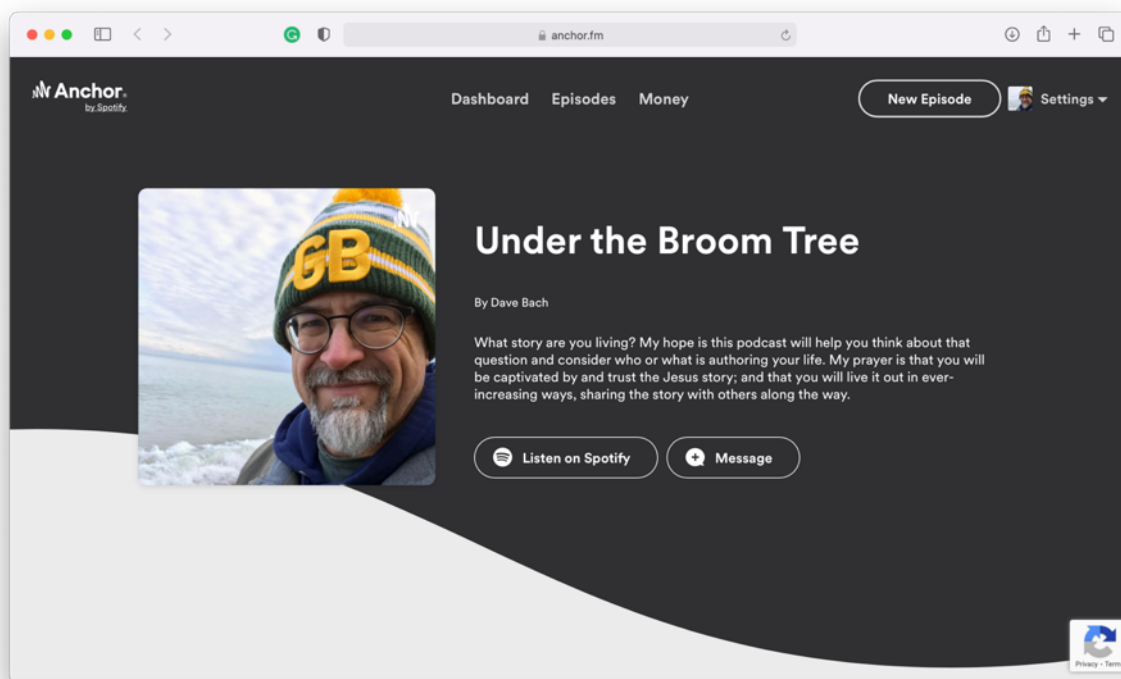 anchor.fm
Anchor®
by Spotify
Dashboard Episodes Money
New Episode
Settings
GB
Under the Broom Tree
By Dave Bach
What story are you living? My hope is this podcast will help you think about that
question and consider who or what is authoring your life. My prayer is that you will
be captivated by and trust the Jesus story; and that you will live it out in ever-
increasing ways, sharing the story with others along the way.
Listen on Spotify
Message
Privacy - Term